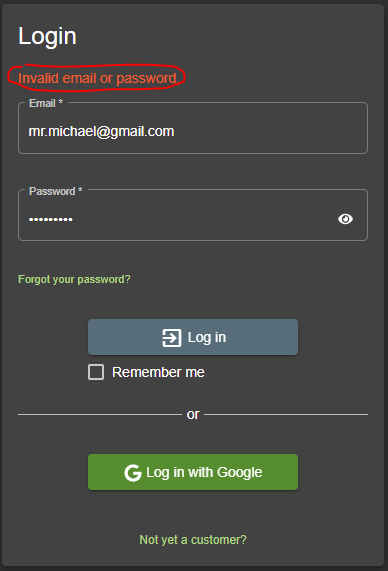 Login
Invalid email or password.
Email *
mr.michael@gmail.com
Password *
•••••••••
Forgot your password?
Log in
Remember me
or
Log in with Google
Not yet a customer?